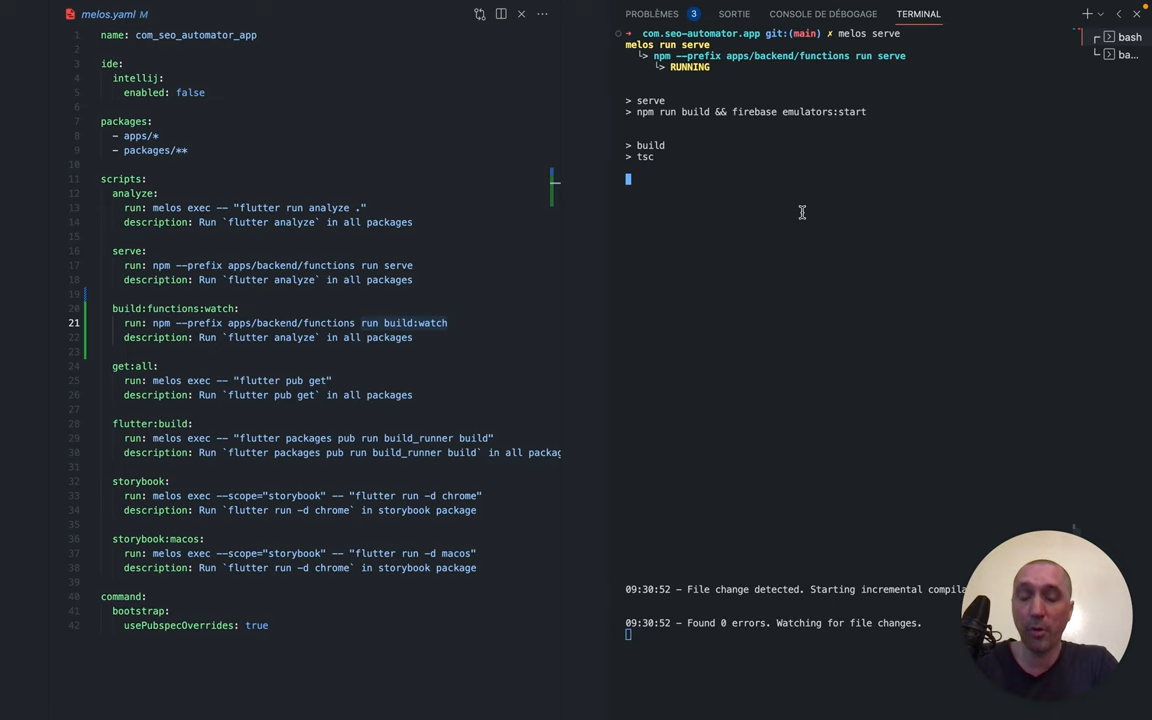 melos.yaml M
1 name: com_seo_automator_app
2
3 ide:
4 intellij:
5 enabled: false
6
7 packages:
8 - apps/*
9 - packages/**
10
11 scripts:
12 analyze:
13 run: melos exec -- "flutter run analyze ."
14 description: Run `flutter analyze` in all packages
15
16 serve:
17 run: npm --prefix apps/backend/functions run serve
18 description: Run `flutter analyze` in all packages
19
20 build:functions:watch:
21 run: npm --prefix apps/backend/functions run build:watch
22 description: Run `flutter analyze` in all packages
23
24 get:all:
25 run: melos exec -- "flutter pub get"
26 description: Run `flutter pub get` in all packages
27
28 flutter:build:
29 run: melos exec -- "flutter packages pub run build_runner build"
30 description: Run `flutter packages pub run build_runner build` in all packag
31
32 storybook:
33 run: melos exec --scope="storybook" -- "flutter run -d chrome"
34 description: Run `flutter run -d chrome` in storybook package
35
36 storybook:macos:
37 run: melos exec --scope="storybook" -- "flutter run -d macos"
38 description: Run `flutter run -d chrome` in storybook package
39
40 command:
41 bootstrap:
42 usePubspecOverrides: true
PROBLÈMES 3 SORTIE CONSOLE DE DÉBOGAGE TERMINAL
➜ com.seo-automator.app git:(main) ✗ melos serve
melos run serve
└> npm --prefix apps/backend/functions run serve
└> RUNNING
> serve
> npm run build && firebase emulators:start
> build
> tsc
09:30:52 - File change detected. Starting incremental compila
09:30:52 - Found 0 errors. Watching for file changes.
bash
ba...